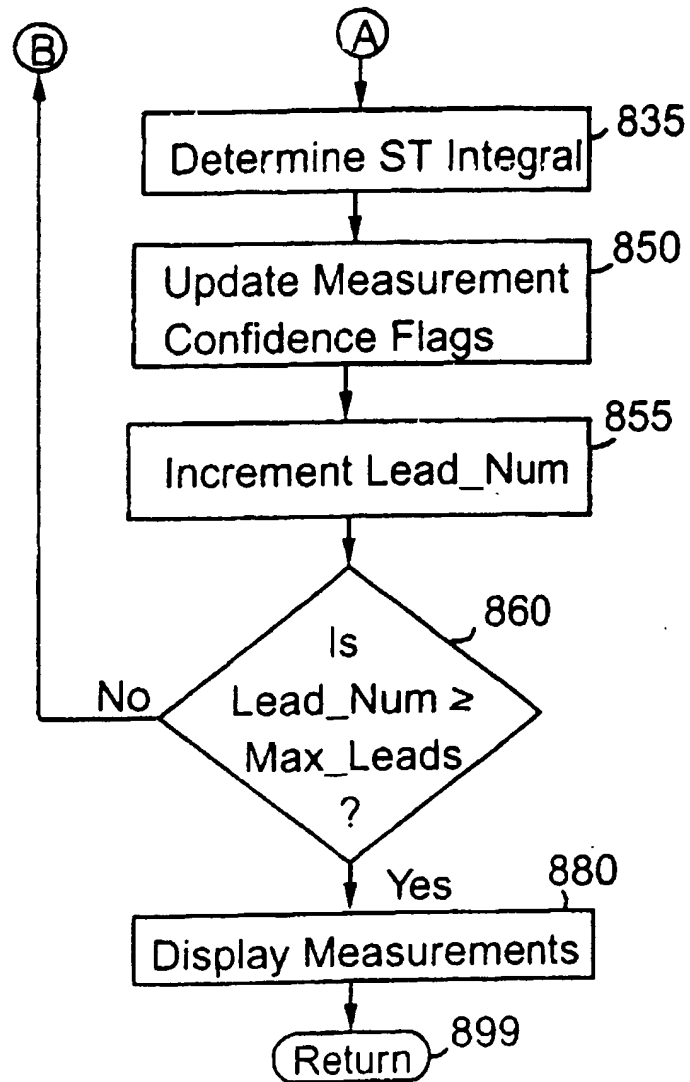 B
A
835
Determine ST Integral
850
Update Measurement
Confidence Flags
855
Increment Lead_Num
860
Is
Lead_Num ≥
Max_Leads
?
No
Yes
880
Display Measurements
Return
899